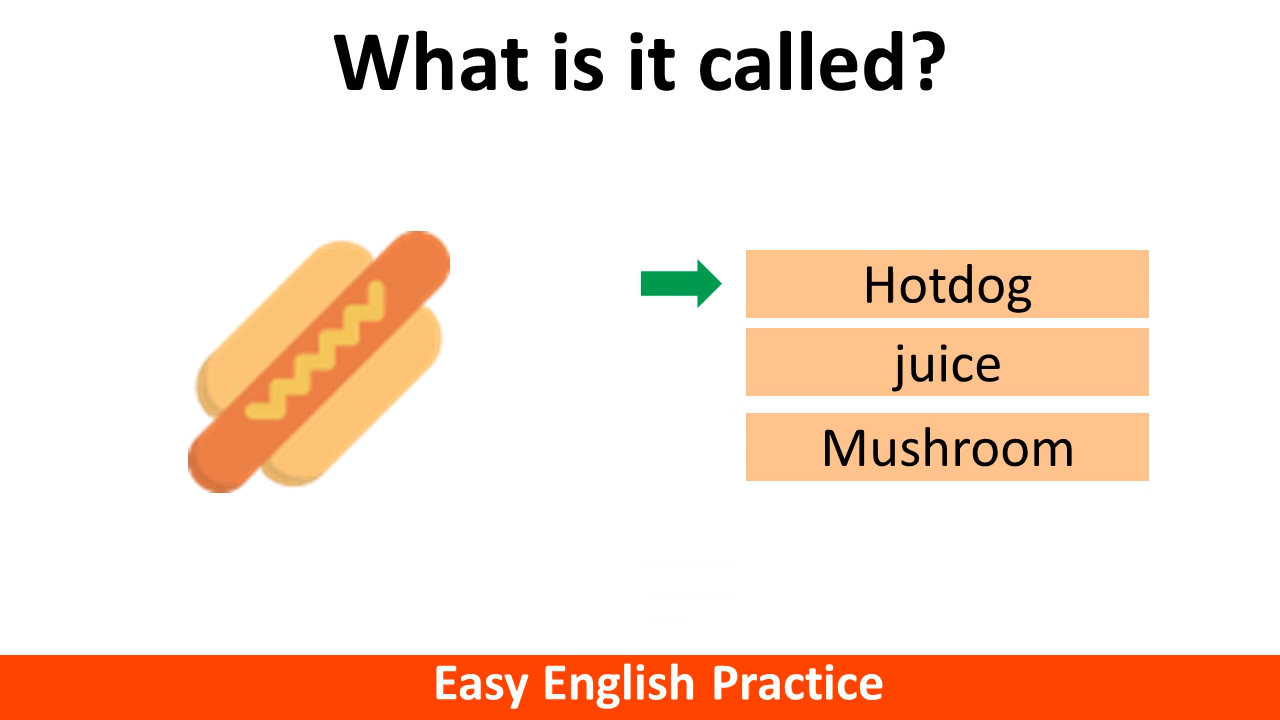 What is it called?
Hotdog
juice
Mushroom
Easy English Practice